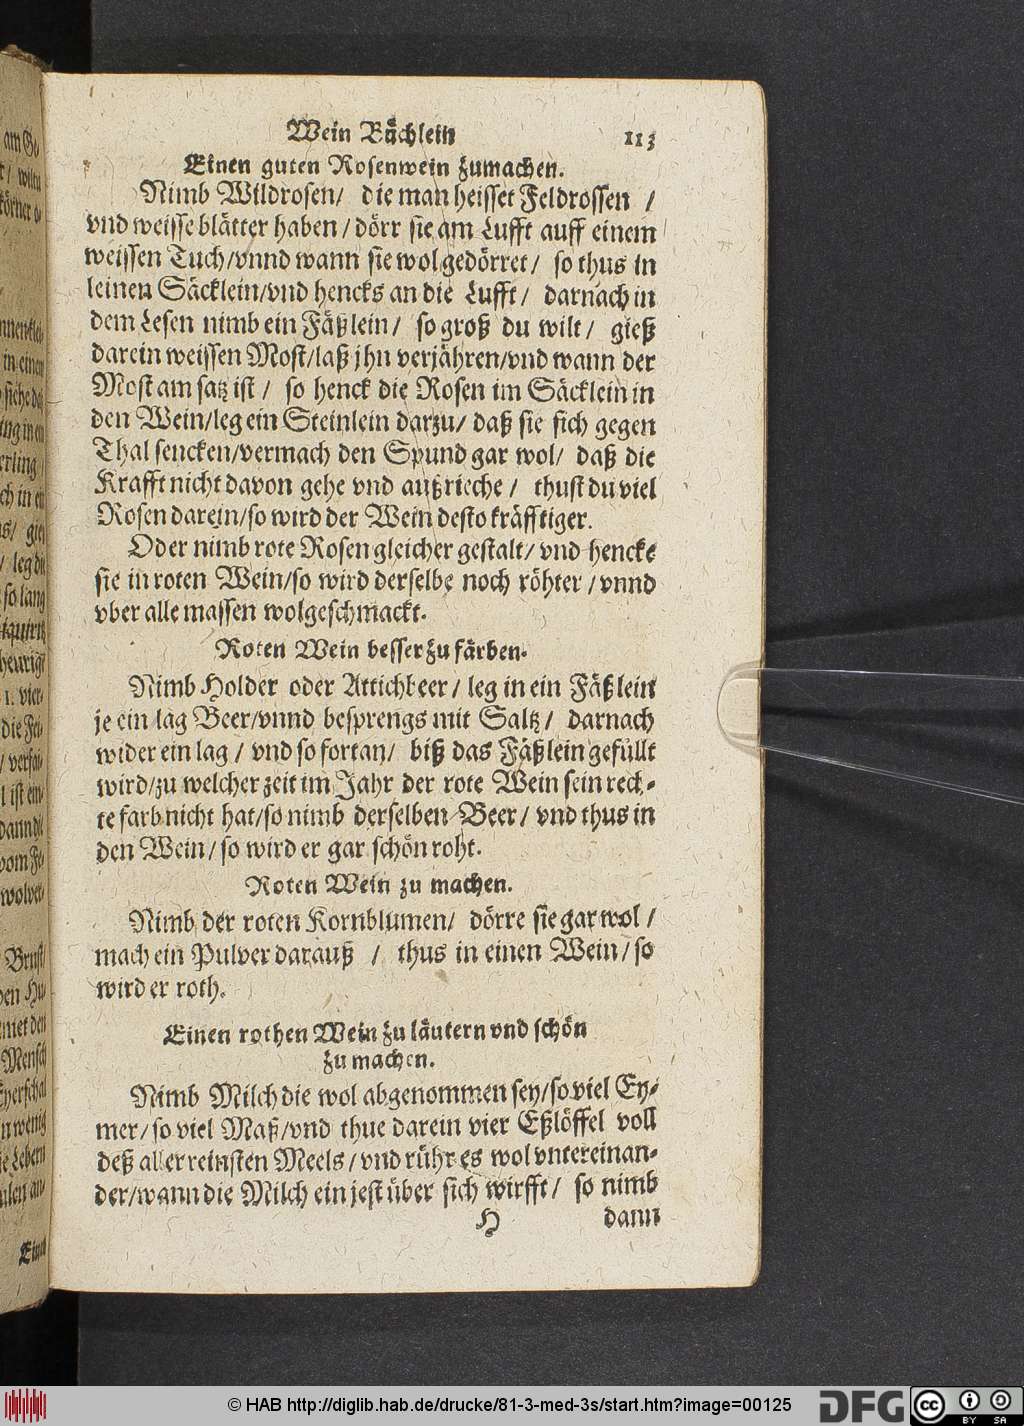 Wein Büchlein 113
Einen guten Rosenwein zumachen.
Nimb Wildrosen/ die man heisset Feldrossen /
vnd weisse blätter haben / dörr sie am Lufft auff einem
weissen Tuch/vnnd wann sie wol gedörret / so thus in
leinen Säcklein/vnd hencks an die Lufft / darnach in
dem Lesen nimb ein Fäßlein / so groß du wilt / gieß
darein weissen Most/laß jhn verjähren/vnd wann der
Most am satz ist / so henck die Rosen im Säcklein in
den Wein/leg ein Steinlein darzu/ daß sie sich gegen
Thal sencken/vermach den Spund gar wol/ daß die
Krafft nicht davon gehe vnd außrieche / thust du viel
Rosen darein/so wird der Wein desto kräfftiger.
Oder nimb rote Rosen gleicher gestalt/ vnd hencke
sie in roten Wein/so wird derselbe noch röhter / vnnd
vber alle massen wolgeschmackt.
Roten Wein besser zu färben.
Nimb Holder oder Attichbeer / leg in ein Fäßlein
je ein lag Beer/vnnd besprengs mit Saltz / darnach
wider ein lag / vnd so fortan/ biß das Fäßlein gefüllt
wird/zu welcher zeit im Jahr der rote Wein sein rech-
te farb nicht hat/so nimb derselben Beer / vnd thus in
den Wein / so wird er gar schön roht.
Roten Wein zu machen.
Nimb der roten Kornblumen/ dörre sie gar wol /
mach ein Pulver darauß / thus in einen Wein / so
wird er roth.
Einen rothen Wein zu läutern vnd schön
zu machen.
Nimb Milch die wol abgenommen sey/so viel Ey-
mer/so viel Maß/vnd thue darein vier Eßlöffel voll
deß allerreinsten Meels / vnd rühr es wol vntereinan-
der/wann die Milch ein jest über sich wirfft / so nimb
H dann
© HAB http://diglib.hab.de/drucke/81-3-med-3s/start.htm?image=00125
DFG cc BY SA